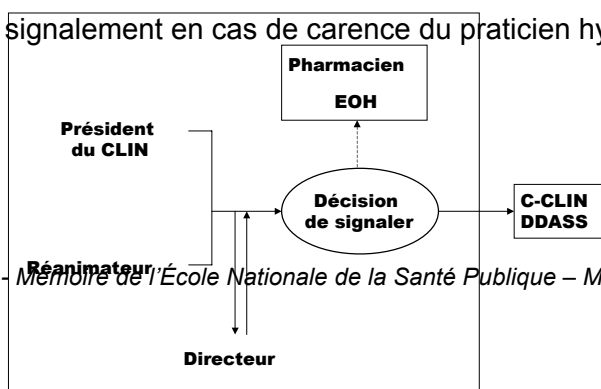 signalement en cas de carence du praticien hy
Pharmacien
EOH
Président
du CLIN
Décision
de signaler
C-CLIN
DDASS
Réanimateur
- Mémoire de l'École Nationale de la Santé Publique – M
Directeur